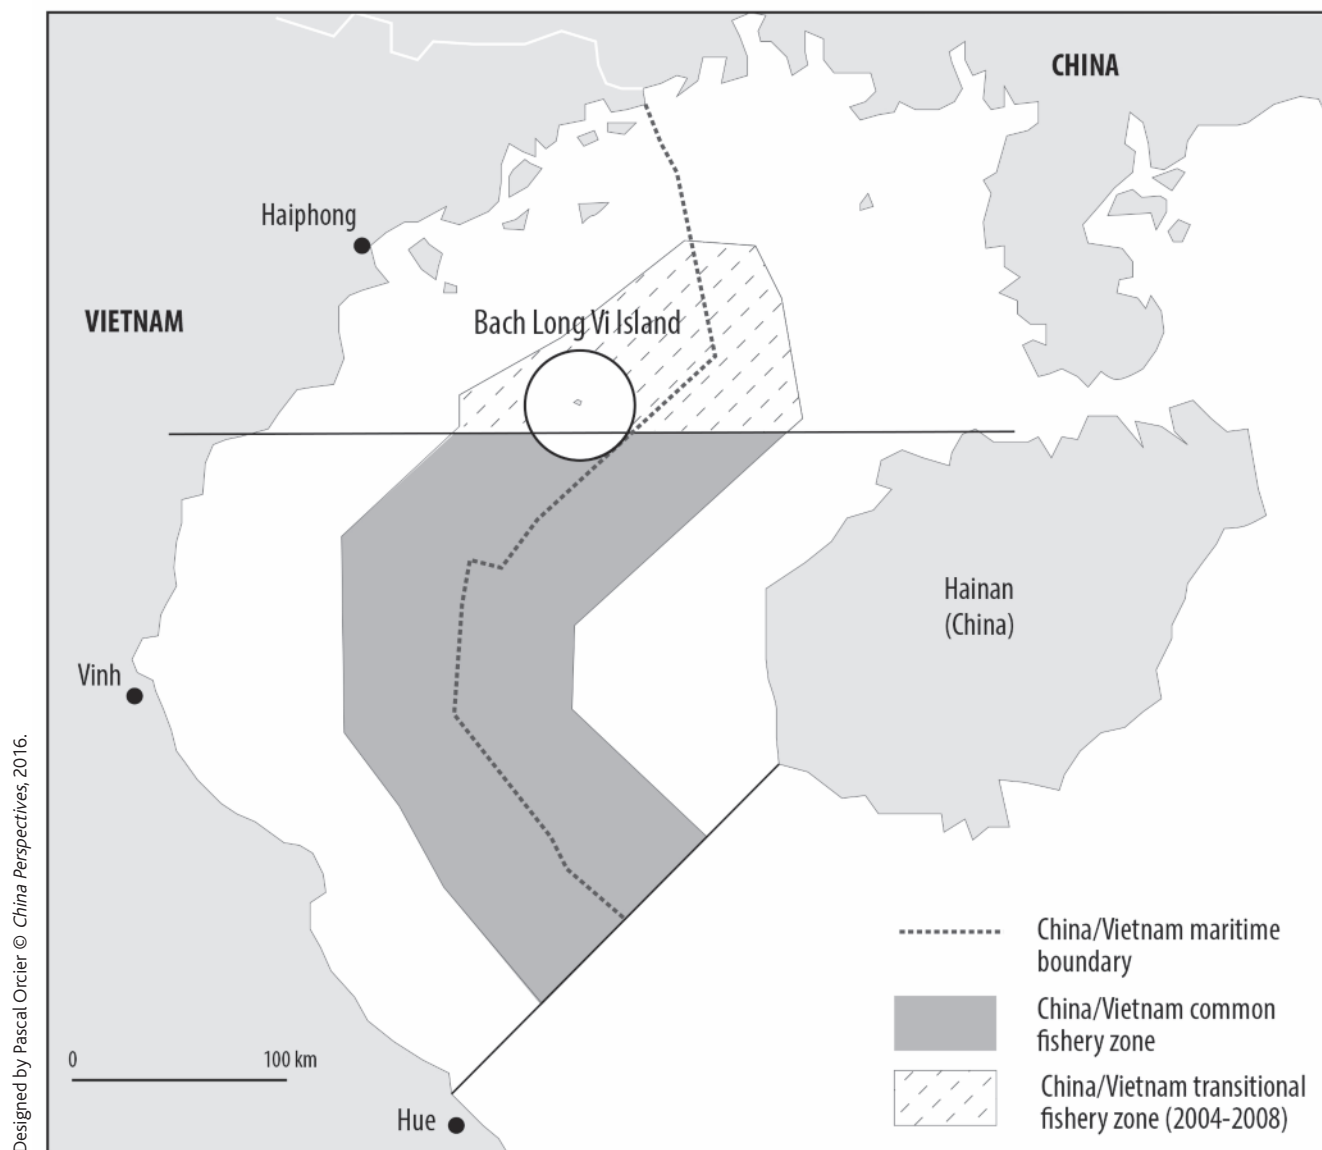 CHINA
Haiphong
VIETNAM
Bach Long Vi Island
Hainan
(China)
Vinh
China/Vietnam maritime
boundary
China/Vietnam common
fishery zone
0 100 km
China/Vietnam transitional
fishery zone (2004-2008)
Hue
Designed by Pascal Orcier © China Perspectives, 2016.